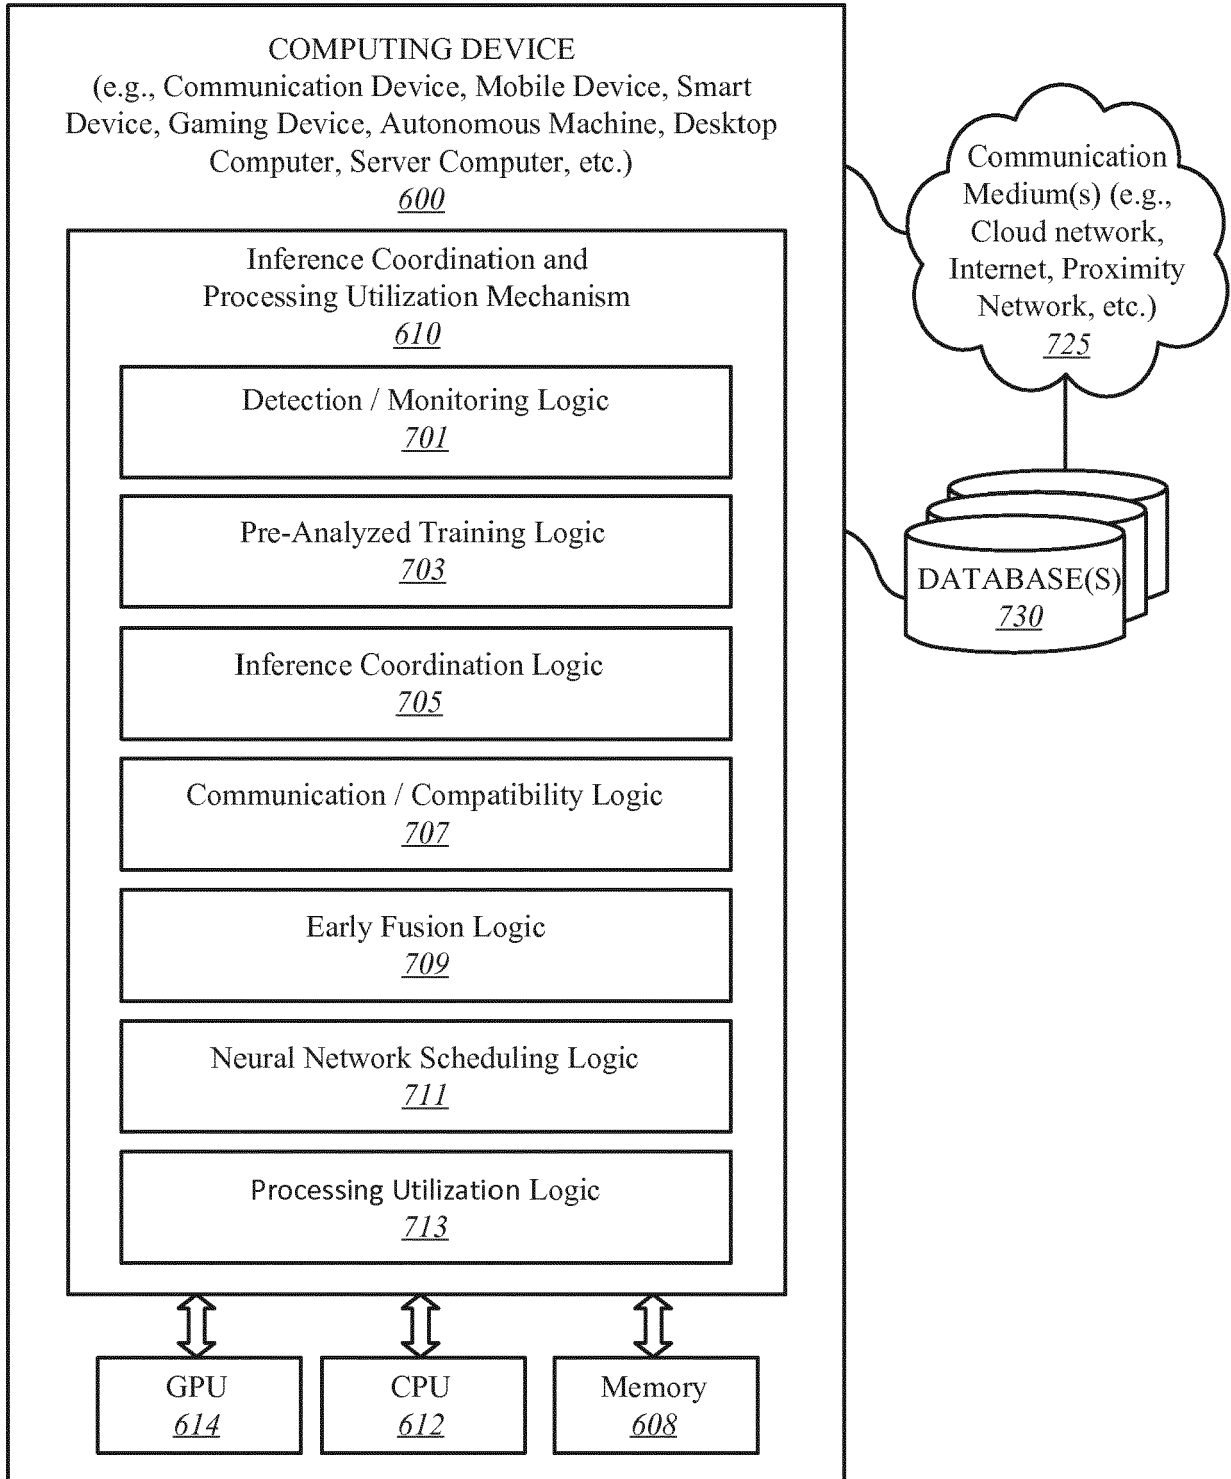 COMPUTING DEVICE
(e.g., Communication Device, Mobile Device, Smart
Device, Gaming Device, Autonomous Machine, Desktop
Computer, Server Computer, etc.)
600
Inference Coordination and
Processing Utilization Mechanism
610
Detection / Monitoring Logic
701
Pre-Analyzed Training Logic
703
Inference Coordination Logic
705
Communication / Compatibility Logic
707
Early Fusion Logic
709
Neural Network Scheduling Logic
711
Processing Utilization Logic
713
GPU
614
CPU
612
Memory
608
Communication
Medium(s) (e.g.,
Cloud network,
Internet, Proximity
Network, etc.)
725
DATABASE(S)
730